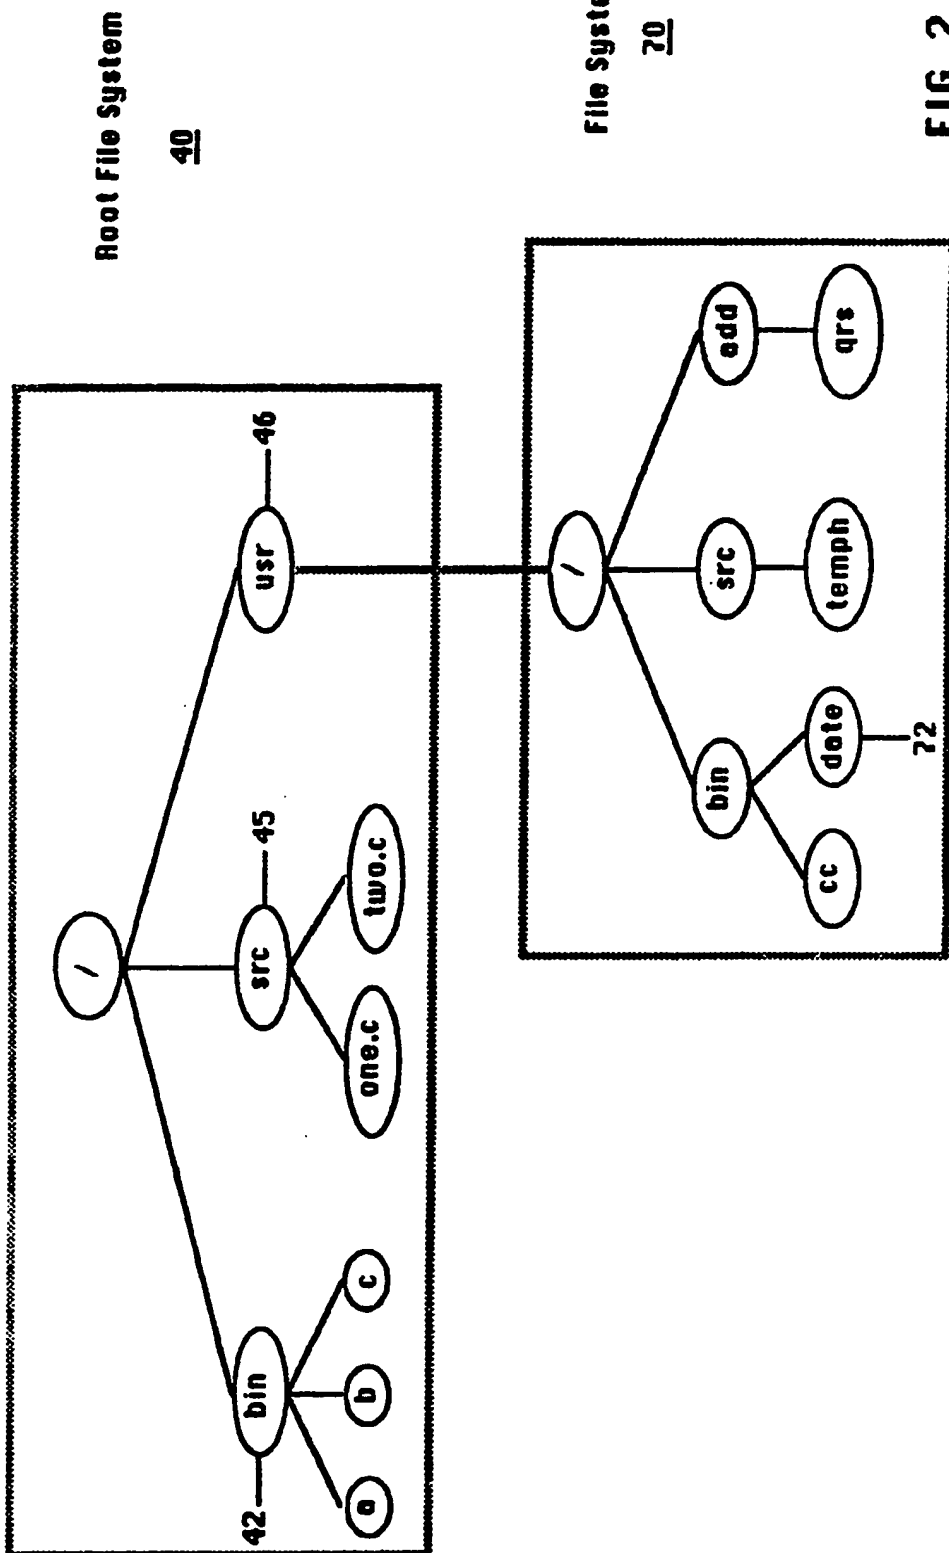 Root File System
40
/
usr
46
src
45
bin
42
one.c
two.c
a
b
c
File Syste
70
/
bin
src
add
cc
date
temph
qrs
72
FIG 2